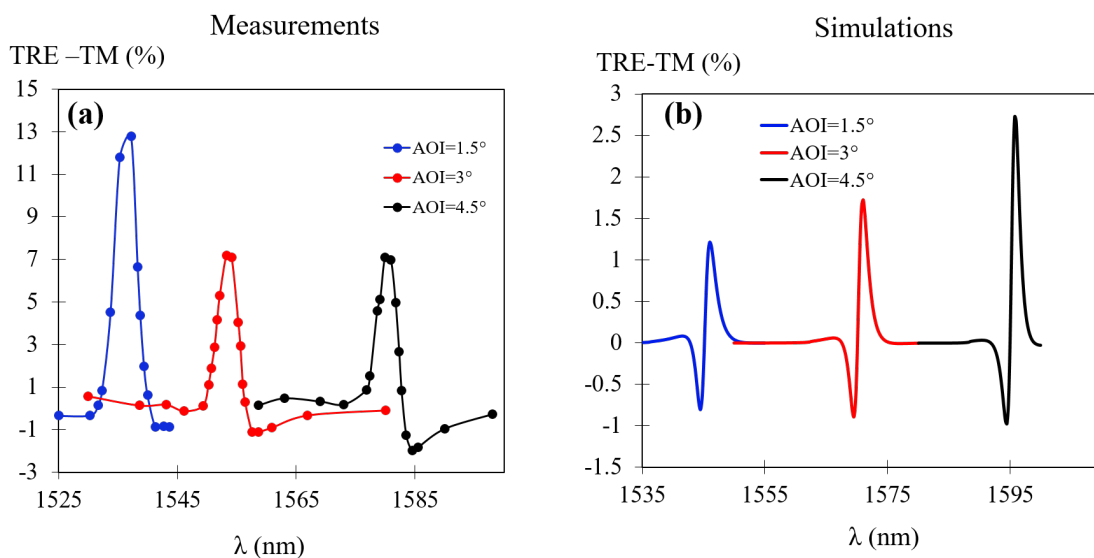 Measurements
TRE –TM (%)
(a)
15
13
11
9
7
5
3
1
-1
-3
AOI=1.5°
AOI=3°
AOI=4.5°
1525
1545
1565
1585
λ (nm)
Simulations
TRE-TM (%)
(b)
3
2.5
2
1.5
1
0.5
0
-0.5
-1
-1.5
AOI=1.5°
AOI=3°
AOI=4.5°
1535
1555
1575
1595
λ (nm)